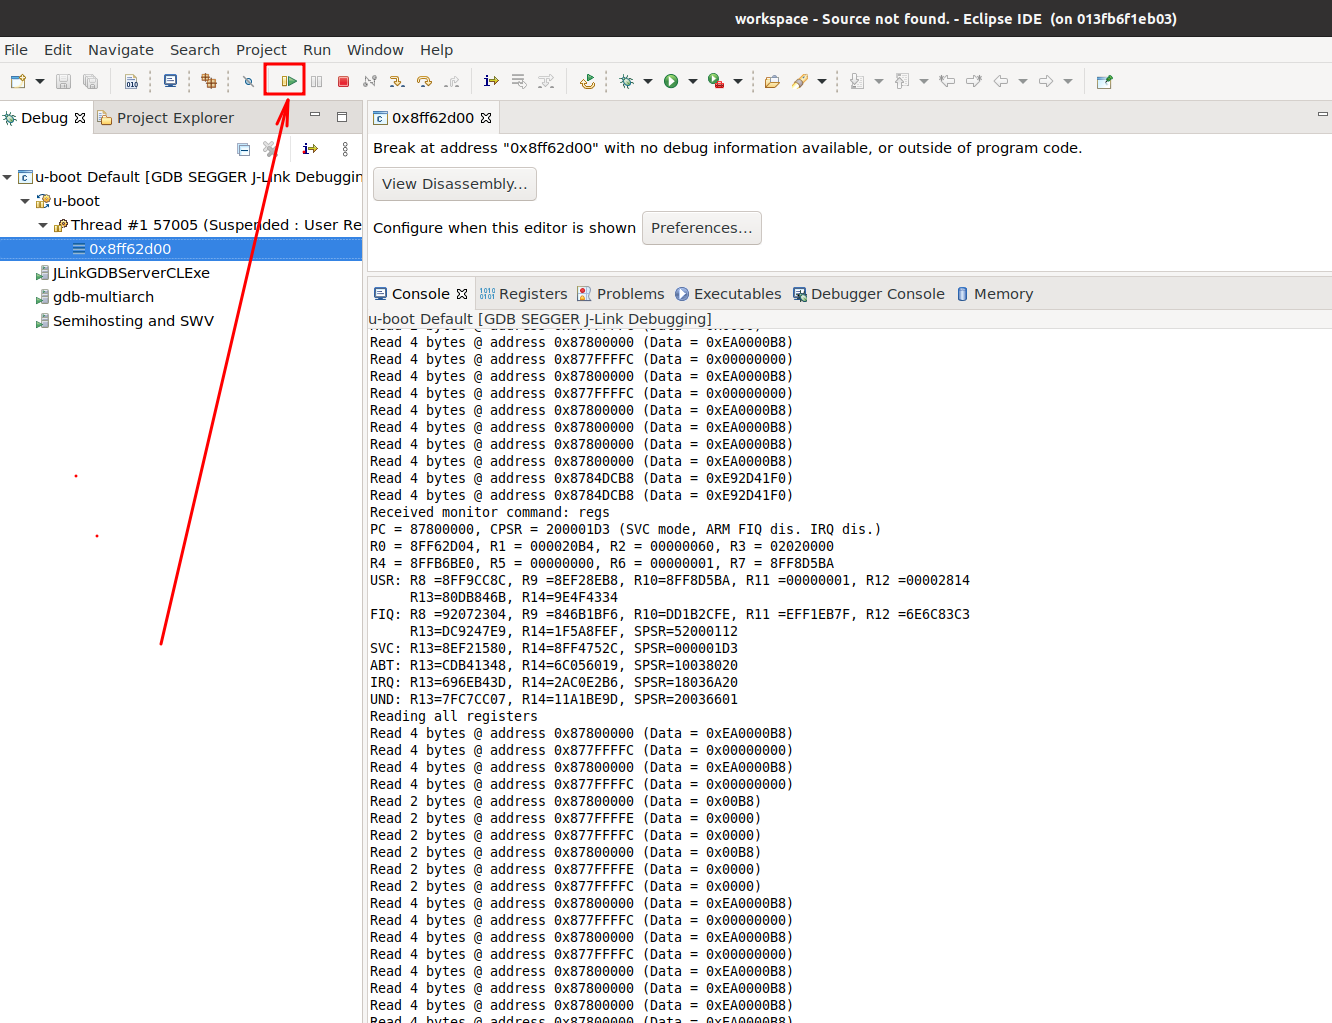 workspace - Source not found. - Eclipse IDE  (on 013fb6f1eb03)
File Edit Navigate Search Project Run Window Help
Debug
Project Explorer
u-boot Default [GDB SEGGER J-Link Debuggin
u-boot
Thread #1 57005 (Suspended : User Re
0x8ff62d00
JLinkGDBServerCLExe
gdb-multiarch
Semihosting and SWV
0x8ff62d00
Break at address "0x8ff62d00" with no debug information available, or outside of program code.
View Disassembly...
Configure when this editor is shown Preferences...
Console Registers Problems Executables Debugger Console Memory
u-boot Default [GDB SEGGER J-Link Debugging]
Read 4 bytes @ address 0x87800000 (Data = 0xEA0000B8)
Read 4 bytes @ address 0x877FFFFC (Data = 0x00000000)
Read 4 bytes @ address 0x87800000 (Data = 0xEA0000B8)
Read 4 bytes @ address 0x877FFFFC (Data = 0x00000000)
Read 4 bytes @ address 0x87800000 (Data = 0xEA0000B8)
Read 4 bytes @ address 0x87800000 (Data = 0xEA0000B8)
Read 4 bytes @ address 0x87800000 (Data = 0xEA0000B8)
Read 4 bytes @ address 0x87800000 (Data = 0xEA0000B8)
Read 4 bytes @ address 0x8784DCB8 (Data = 0xE92D41F0)
Read 4 bytes @ address 0x8784DCB8 (Data = 0xE92D41F0)
Received monitor command: regs
PC = 87800000, CPSR = 200001D3 (SVC mode, ARM FIQ dis. IRQ dis.)
R0 = 8FF62D04, R1 = 000020B4, R2 = 00000060, R3 = 02020000
R4 = 8FFB6BE0, R5 = 00000000, R6 = 00000001, R7 = 8FF8D5BA
USR: R8 =8FF9CC8C, R9 =8EF28EB8, R10=8FF8D5BA, R11 =00000001, R12 =00002814
R13=80DB846B, R14=9E4F4334
FIQ: R8 =92072304, R9 =846B1BF6, R10=DD1B2CFE, R11 =EFF1EB7F, R12 =6E6C83C3
R13=DC9247E9, R14=1F5A8FEF, SPSR=52000112
SVC: R13=8EF21580, R14=8FF4752C, SPSR=000001D3
ABT: R13=CDB41348, R14=6C056019, SPSR=10038020
IRQ: R13=696EB43D, R14=2AC0E2B6, SPSR=18036A20
UND: R13=7FC7CC07, R14=11A1BE9D, SPSR=20036601
Reading all registers
Read 4 bytes @ address 0x87800000 (Data = 0xEA0000B8)
Read 4 bytes @ address 0x877FFFFC (Data = 0x00000000)
Read 4 bytes @ address 0x87800000 (Data = 0xEA0000B8)
Read 4 bytes @ address 0x877FFFFC (Data = 0x00000000)
Read 2 bytes @ address 0x87800000 (Data = 0x00B8)
Read 2 bytes @ address 0x877FFFFE (Data = 0x0000)
Read 2 bytes @ address 0x877FFFFC (Data = 0x0000)
Read 2 bytes @ address 0x87800000 (Data = 0x00B8)
Read 2 bytes @ address 0x877FFFFE (Data = 0x0000)
Read 2 bytes @ address 0x877FFFFC (Data = 0x0000)
Read 4 bytes @ address 0x87800000 (Data = 0xEA0000B8)
Read 4 bytes @ address 0x877FFFFC (Data = 0x00000000)
Read 4 bytes @ address 0x87800000 (Data = 0xEA0000B8)
Read 4 bytes @ address 0x877FFFFC (Data = 0x00000000)
Read 4 bytes @ address 0x87800000 (Data = 0xEA0000B8)
Read 4 bytes @ address 0x87800000 (Data = 0xEA0000B8)
Read 4 bytes @ address 0x87800000 (Data = 0xEA0000B8)
Read 4 bytes @ address 0x87800000 (Data = 0xEA0000B8)